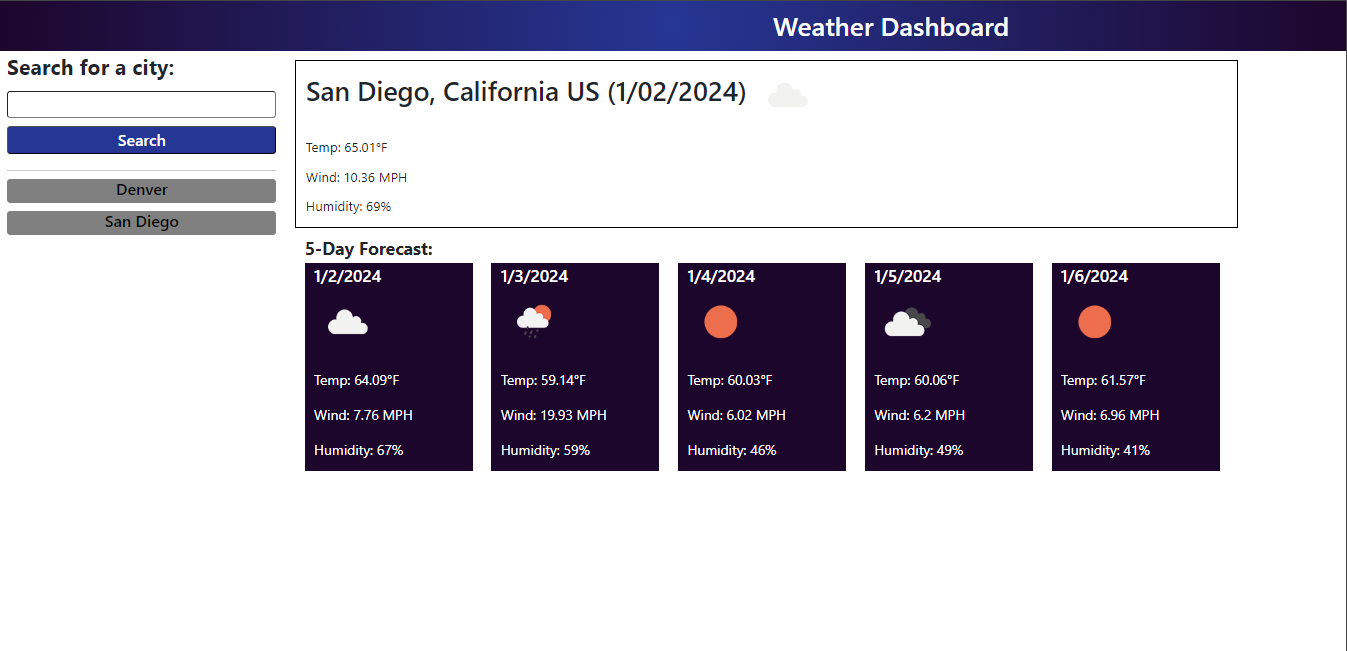 Weather Dashboard
Search for a city:
Search
Denver
San Diego
San Diego, California US (1/02/2024)
Temp: 65.01°F
Wind: 10.36 MPH
Humidity: 69%
5-Day Forecast:
1/2/2024
Temp: 64.09°F
Wind: 7.76 MPH
Humidity: 67%
1/3/2024
Temp: 59.14°F
Wind: 19.93 MPH
Humidity: 59%
1/4/2024
Temp: 60.03°F
Wind: 6.02 MPH
Humidity: 46%
1/5/2024
Temp: 60.06°F
Wind: 6.2 MPH
Humidity: 49%
1/6/2024
Temp: 61.57°F
Wind: 6.96 MPH
Humidity: 41%